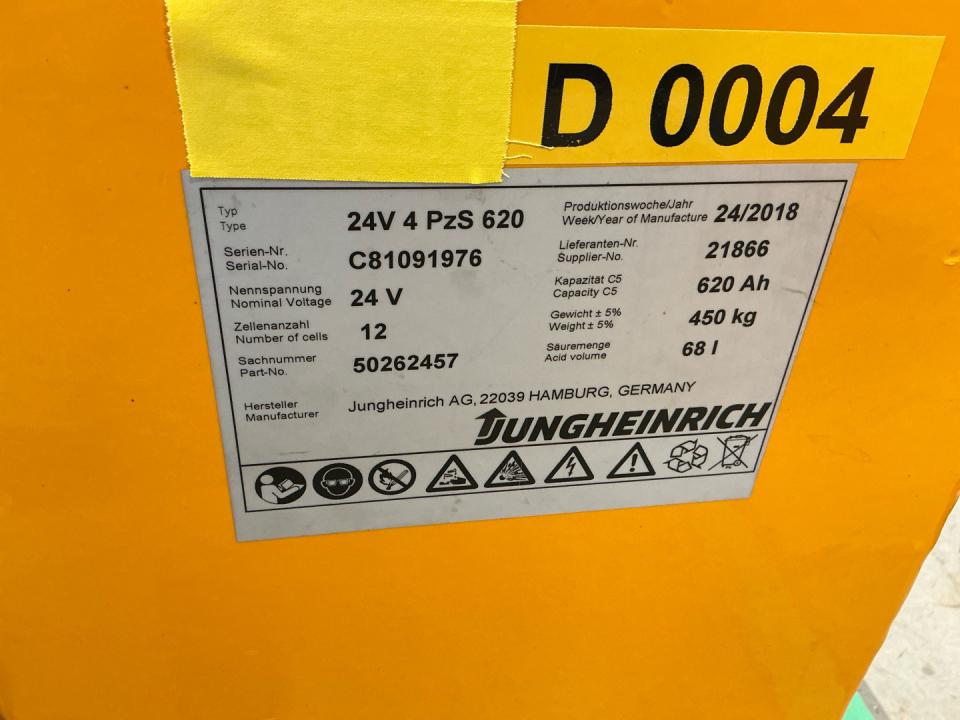 D 0004
Typ
Type
24V 4 PzS 620
Produktionswoche/Jahr
Week/Year of Manufacture
24/2018
Serien-Nr.
Serial-No.
C81091976
Lieferanten-Nr.
Supplier-No.
21866
Nennspannung
Nominal Voltage
24 V
Kapazität C5
Capacity C5
620 Ah
Zellenanzahl
Number of cells
12
Gewicht ± 5%
Weight ± 5%
450 kg
Sachnummer
Part-No.
50262457
Säuremenge
Acid volume
68 l
Hersteller
Manufacturer
Jungheinrich AG, 22039 HAMBURG, GERMANY
JUNGHEINRICH